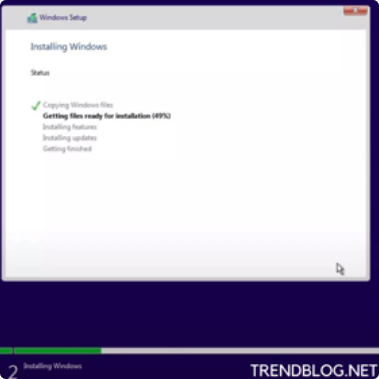 Windows Setup
Installing Windows
Status
Copying Windows files
Getting files ready for installation (49%)
Installing features
Installing updates
Getting finished
2 Installing Windows
TRENDBLOG.NET